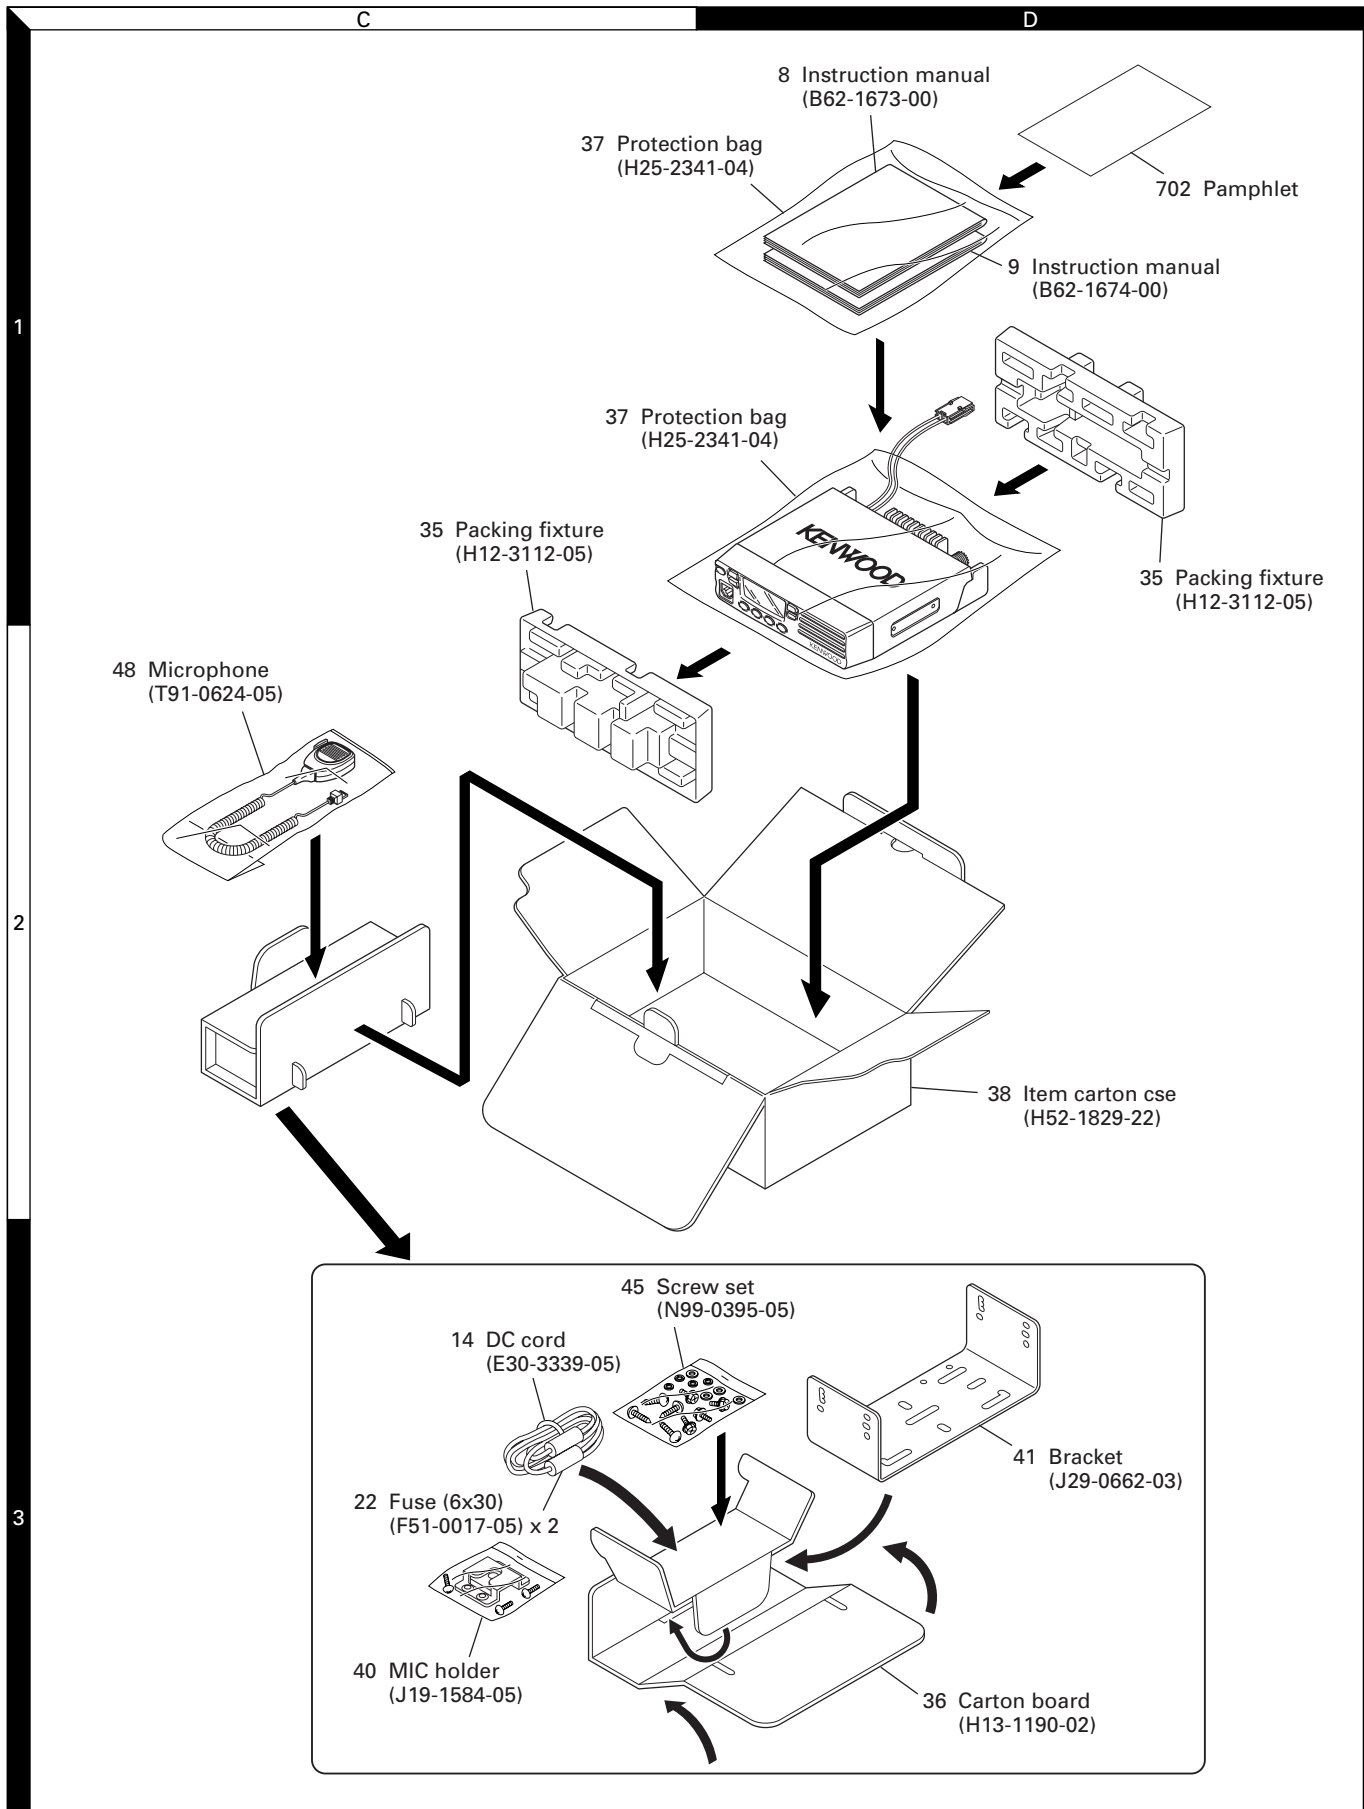 C
D
8 Instruction manual
(B62-1673-00)
37 Protection bag
(H25-2341-04)
702 Pamphlet
9 Instruction manual
(B62-1674-00)
1
37 Protection bag
(H25-2341-04)
35 Packing fixture
(H12-3112-05)
KENWOOD
KENWOOD
35 Packing fixture
(H12-3112-05)
48 Microphone
(T91-0624-05)
2
38 Item carton cse
(H52-1829-22)
45 Screw set
(N99-0395-05)
14 DC cord
(E30-3339-05)
41 Bracket
(J29-0662-03)
22 Fuse (6x30)
(F51-0017-05) x 2
3
40 MIC holder
(J19-1584-05)
36 Carton board
(H13-1190-02)